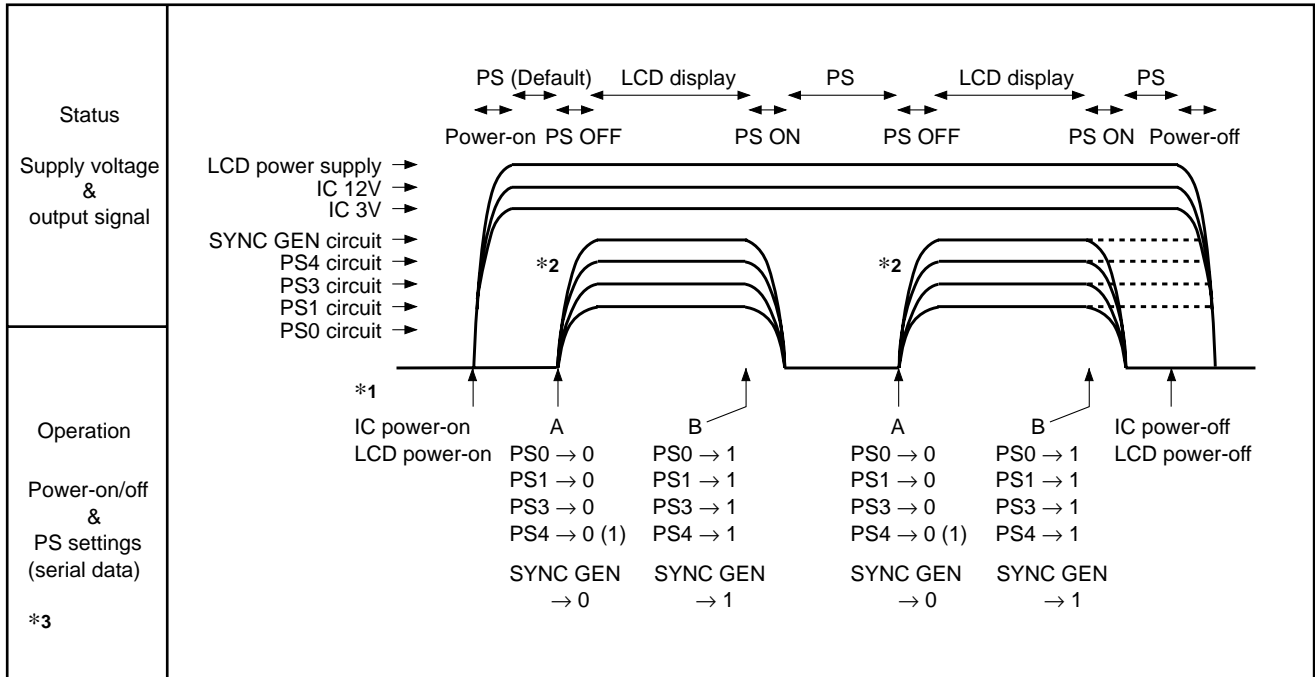 Status
Supply voltage
&
output signal
PS (Default) LCD display PS LCD display PS
Power-on PS OFF PS ON PS OFF PS ON Power-off
LCD power supply
IC 12V
IC 3V
SYNC GEN circuit
PS4 circuit
PS3 circuit
PS1 circuit
PS0 circuit
*2 *2
Operation
Power-on/off
&
PS settings
(serial data)
*3
*1
IC power-on A B A B IC power-off
LCD power-on PS0 → 0 PS0 → 1 PS0 → 0 PS0 → 1 LCD power-off
PS1 → 0 PS1 → 1 PS1 → 0 PS1 → 1
PS3 → 0 PS3 → 1 PS3 → 0 PS3 → 1
PS4 → 0 (1) PS4 → 1 PS4 → 0 (1) PS4 → 1
SYNC GEN SYNC GEN SYNC GEN SYNC GEN
→ 0 → 1 → 0 → 1